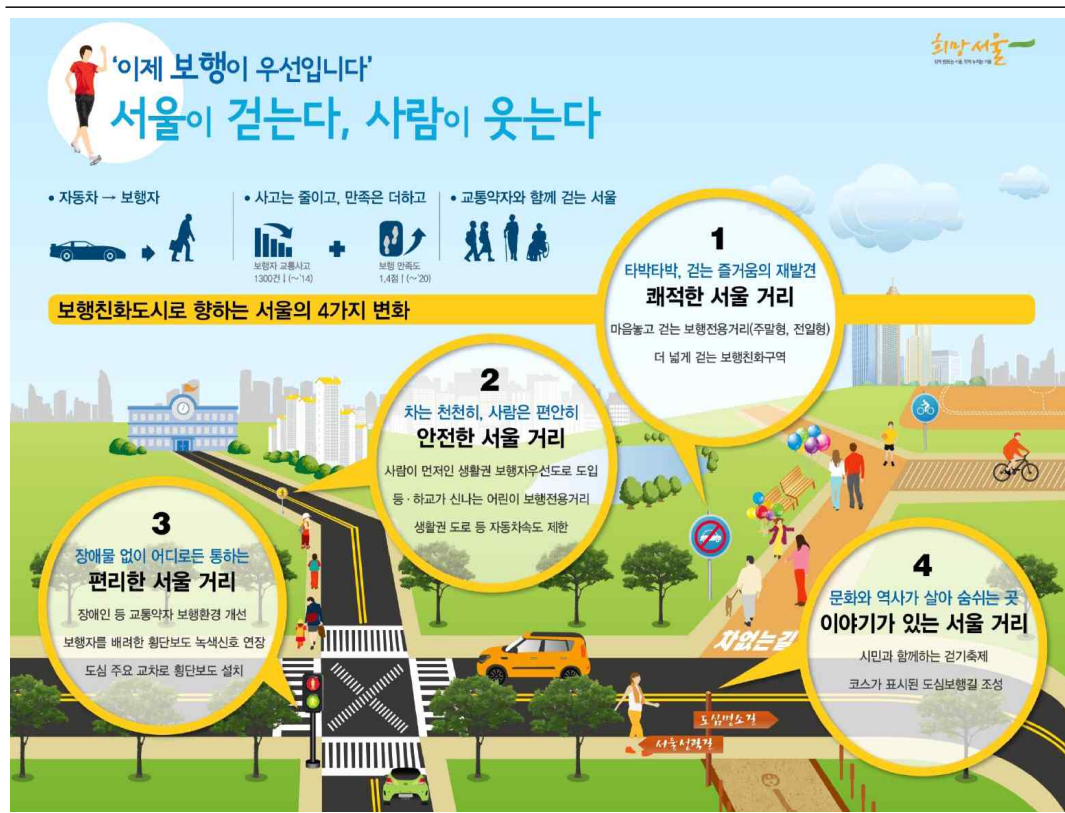 희망서울
'이제 보행이 우선입니다'
서울이 걷는다, 사람이 웃는다
• 자동차 → 보행자
• 사고는 줄이고, 만족은 더하고
보행자 교통사고
1300건↓(~'14)
보행 만족도
1.4점↑(~'20)
• 교통약자와 함께 걷는 서울
보행친화도시로 향하는 서울의 4가지 변화
1
타박타박, 걷는 즐거움의 재발견
쾌적한 서울 거리
마음놓고 걷는 보행전용거리(주말형, 전일형)
더 넓게 걷는 보행친화구역
2
차는 천천히, 사람은 편안히
안전한 서울 거리
사람이 먼저인 생활권 보행자우선도로 도입
등·하교가 신나는 어린이 보행전용거리
생활권 도로 등 자동차속도 제한
3
장애물 없이 어디로든 통하는
편리한 서울 거리
장애인 등 교통약자 보행환경 개선
보행자를 배려한 횡단보도 녹색신호 연장
도심 주요 교차로 횡단보도 설치
4
문화와 역사가 살아 숨쉬는 곳
이야기가 있는 서울 거리
시민과 함께하는 걷기축제
코스가 표시된 도심보행길 조성
차없는길
도심명소길
서울성곽길